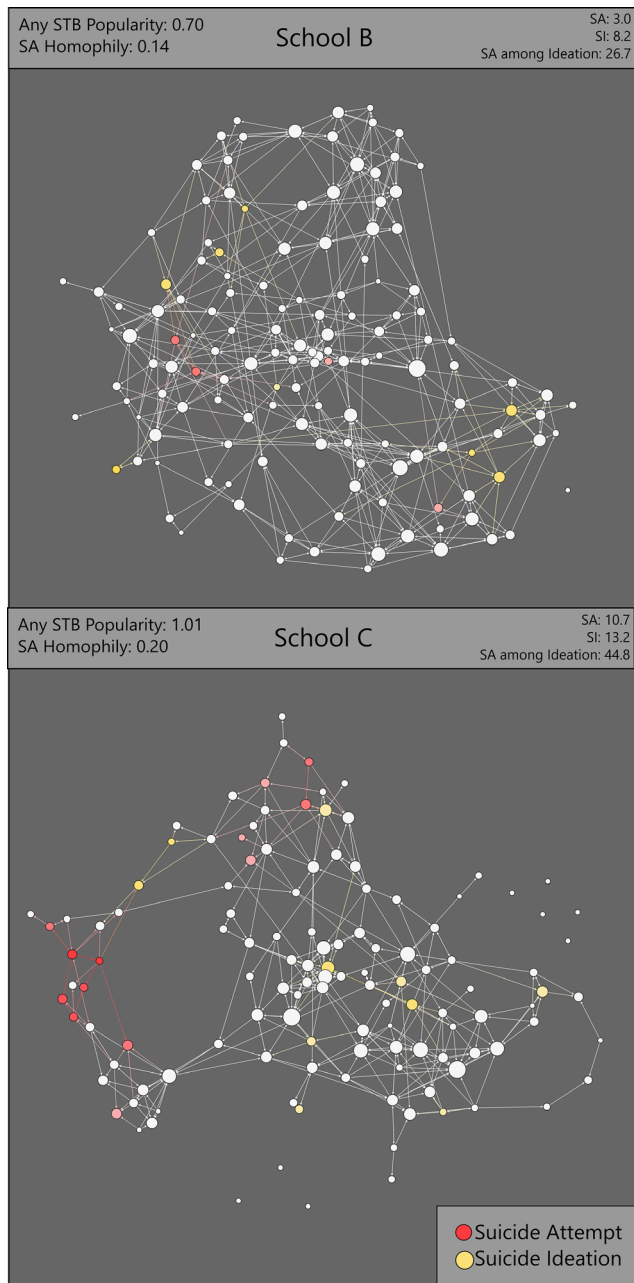 Any STB Popularity: 0.70
SA Homophily: 0.14
School B
SA: 3.0
SI: 8.2
SA among Ideation: 26.7
Any STB Popularity: 1.01
SA Homophily: 0.20
School C
SA: 10.7
SI: 13.2
SA among Ideation: 44.8
Suicide Attempt
Suicide Ideation